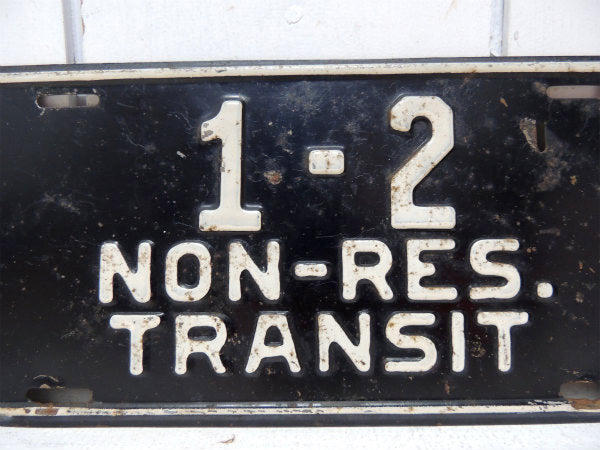 1-2
NON-RES.
TRANSIT